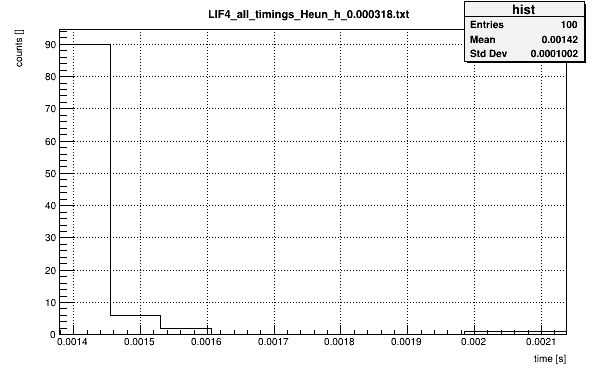 LIF4_all_timings_Heun_h_0.000318.txt
hist
Entries 100
Mean 0.00142
Std Dev 0.0001002
counts []
90
80
70
60
50
40
30
20
10
0
0.0014 0.0015 0.0016 0.0017 0.0018 0.0019 0.002 0.0021
time [s]